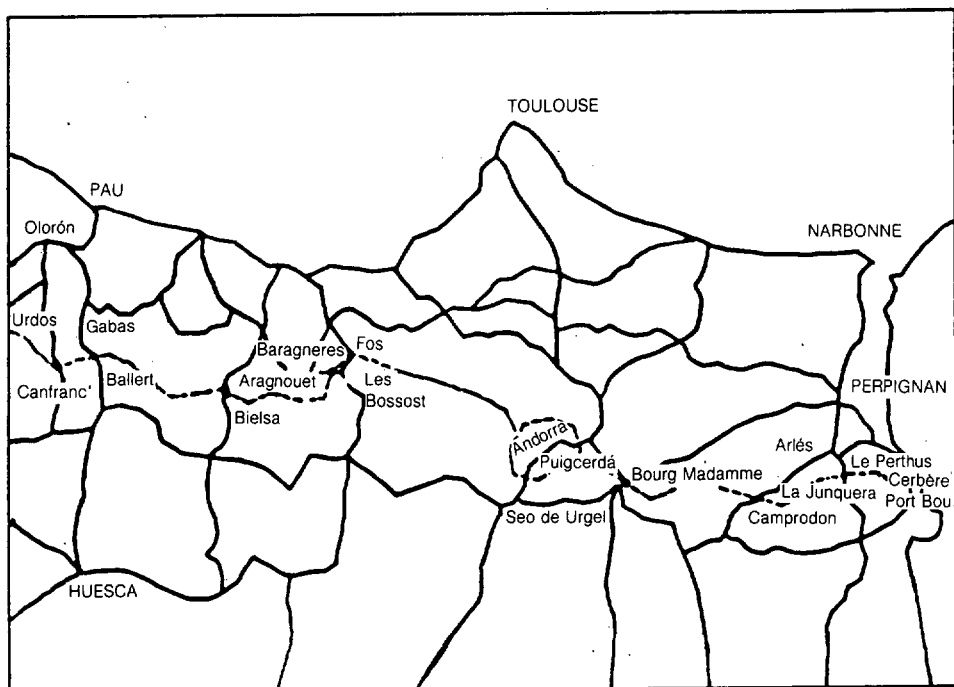 TOULOUSE
PAU
Olorón
NARBONNE
Urdos
Gabas
Baragneres
Fos
Canfranc'
Ballert
Aragnouet
Les
Bossost
PERPIGNAN
Bielsa
Andorra
Puigcerdá
Bourg Madamme
Arlés
Le Perthus
Cerbère
La Junquera
Port Bou.
Seo de Urgel
Camprodon
HUESCA